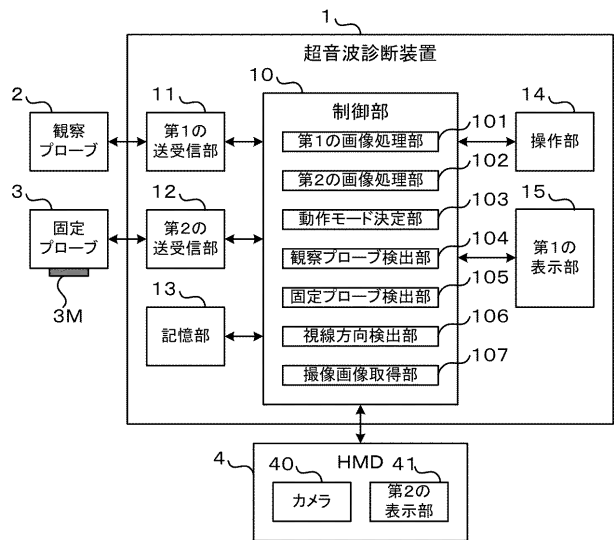 1
超音波診断装置
2
観察
プローブ
11
第1の
送受信部
10
制御部
101
第1の画像処理部
102
第2の画像処理部
103
動作モード決定部
104
観察プローブ検出部
105
固定プローブ検出部
106
視線方向検出部
107
撮像画像取得部
14
操作部
3
固定
プローブ
3M
12
第2の
送受信部
15
第1の
表示部
13
記憶部
4
HMD
40
カメラ
41
第2の
表示部